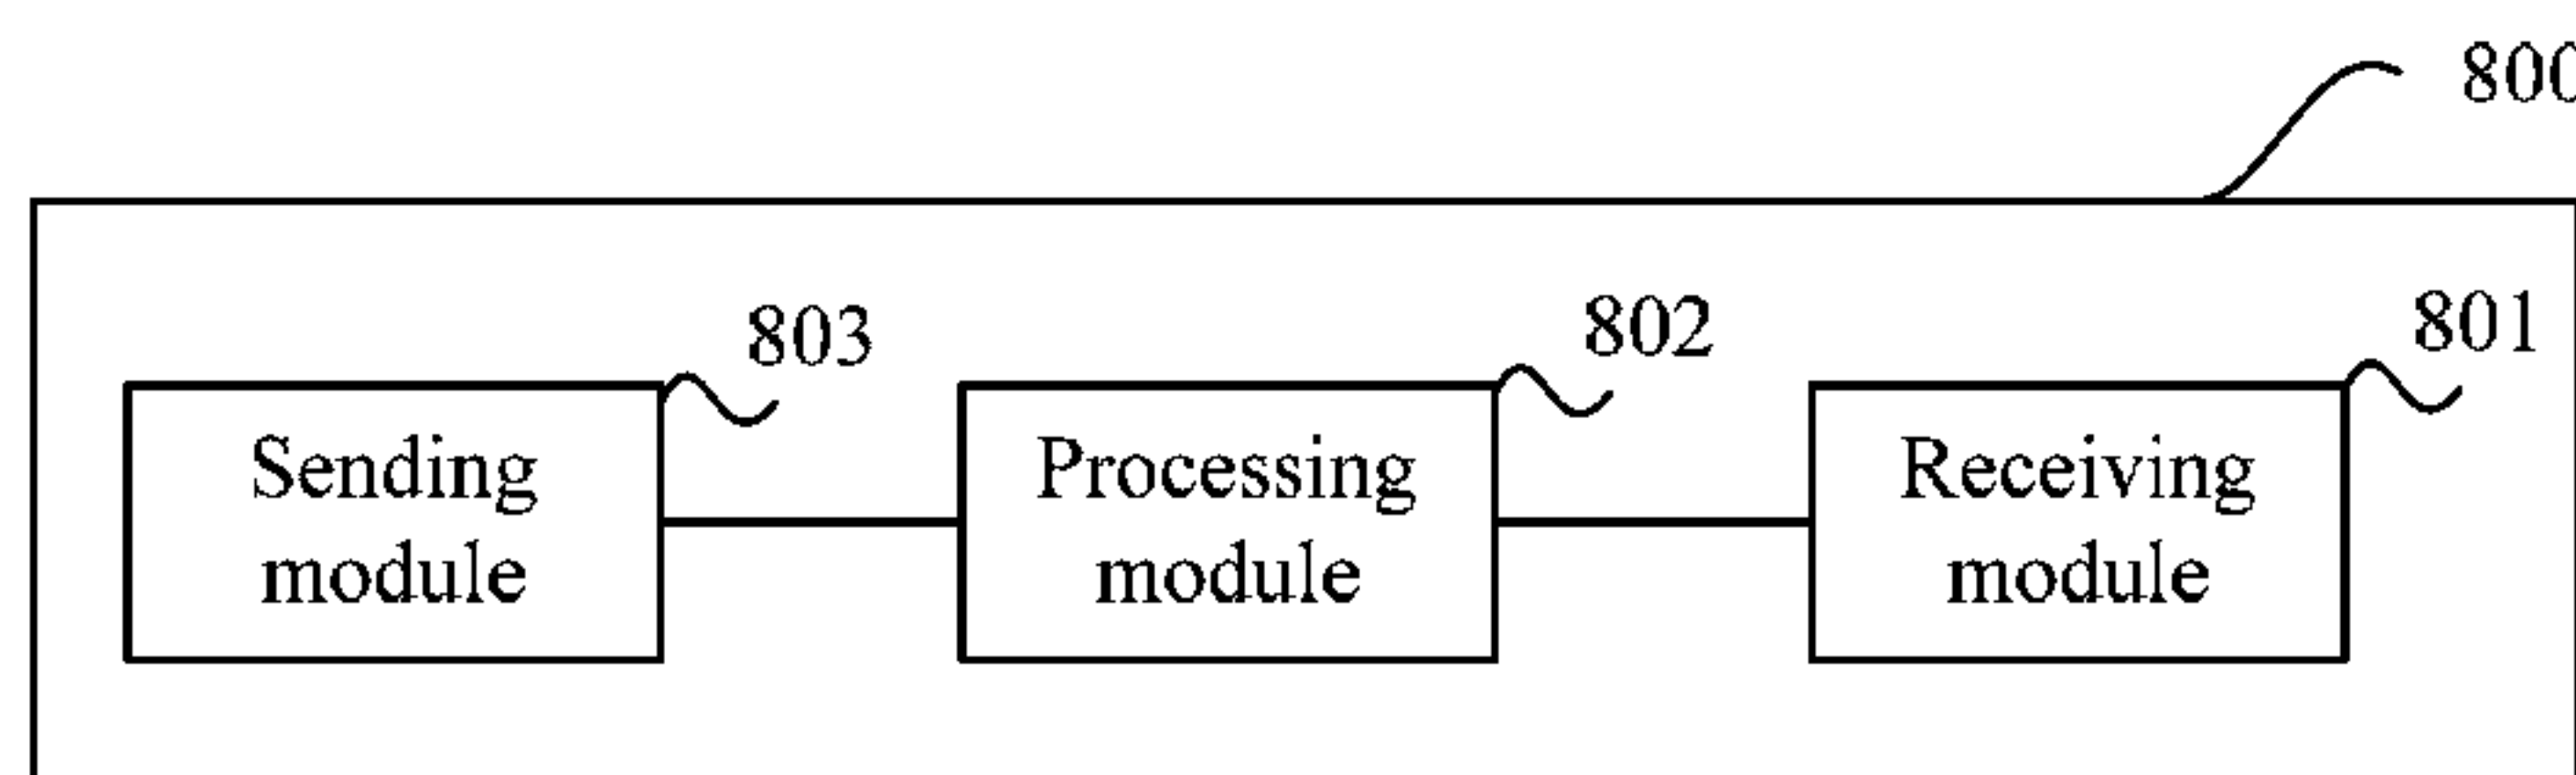 800
803
802
801
Sending
module
Processing
module
Receiving
module